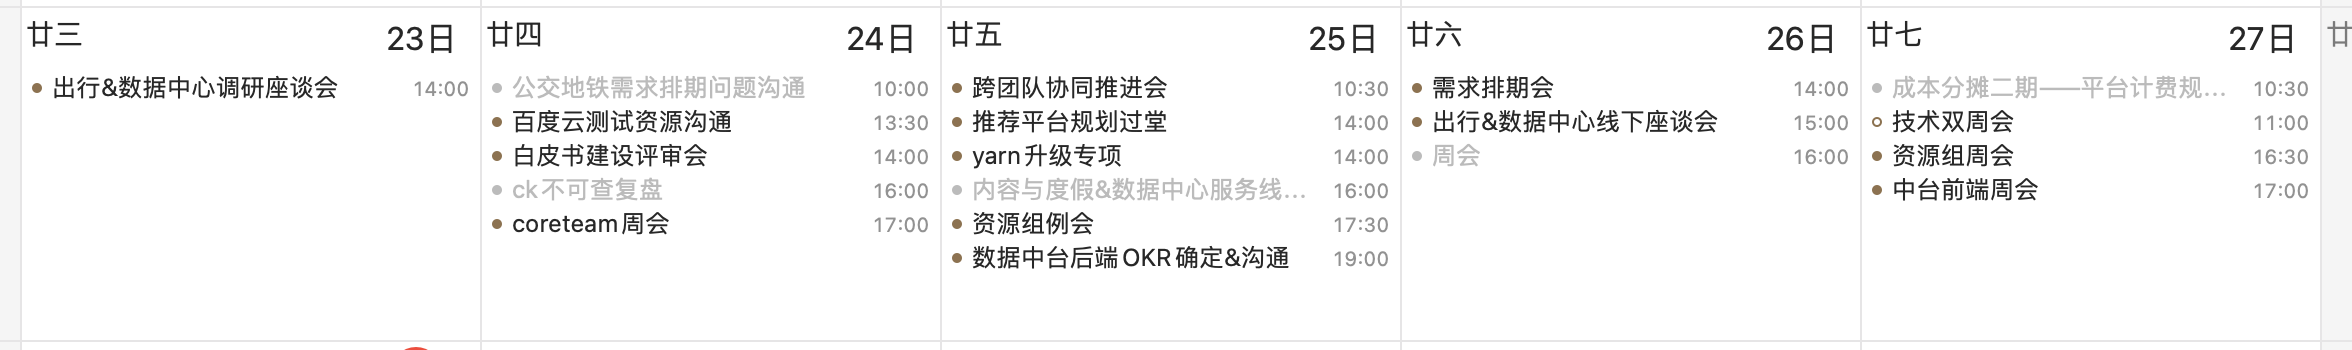 廿三 23日
出行&数据中心调研座谈会 14:00
廿四 24日
公交地铁需求排期问题沟通 10:00
百度云测试资源沟通 13:30
白皮书建设评审会 14:00
ck不可查复盘 16:00
coreteam周会 17:00
廿五 25日
跨团队协同推进会 10:30
推荐平台规划过堂 14:00
yarn升级专项 14:00
内容与度假&数据中心服务线... 16:00
资源组例会 17:30
数据中台后端OKR确定&沟通 19:00
廿六 26日
需求排期会 14:00
出行&数据中心线下座谈会 15:00
周会 16:00
廿七 27日
成本分摊二期——平台计费规... 10:30
技术双周会 11:00
资源组周会 16:30
中台前端周会 17:00
廿